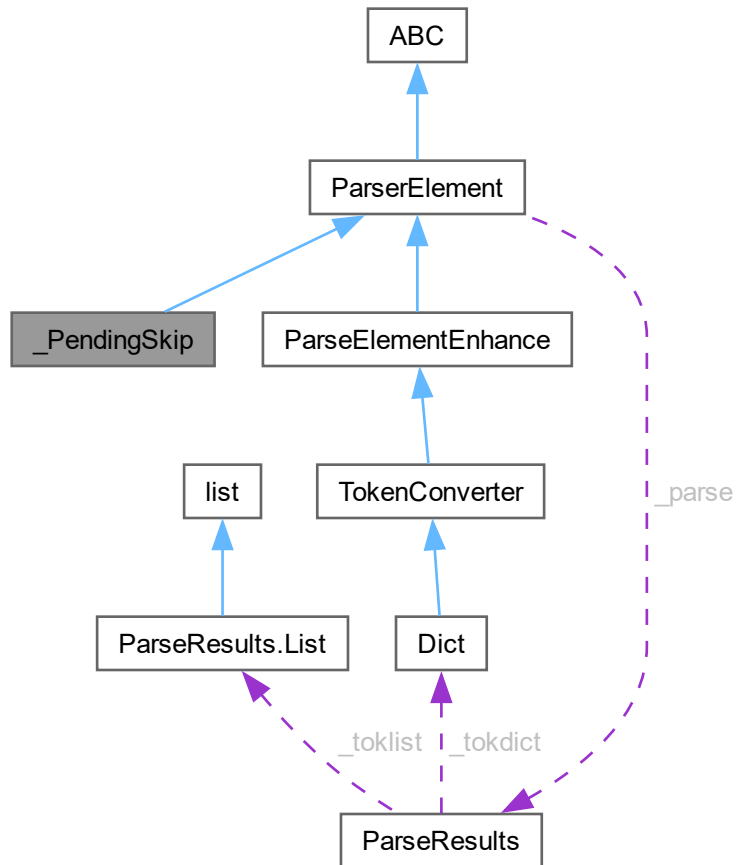 ABC
ParserElement
_PendingSkip
ParseElementEnhance
list
TokenConverter
_parse
ParseResults.List
Dict
_toklist
_tokdict
ParseResults